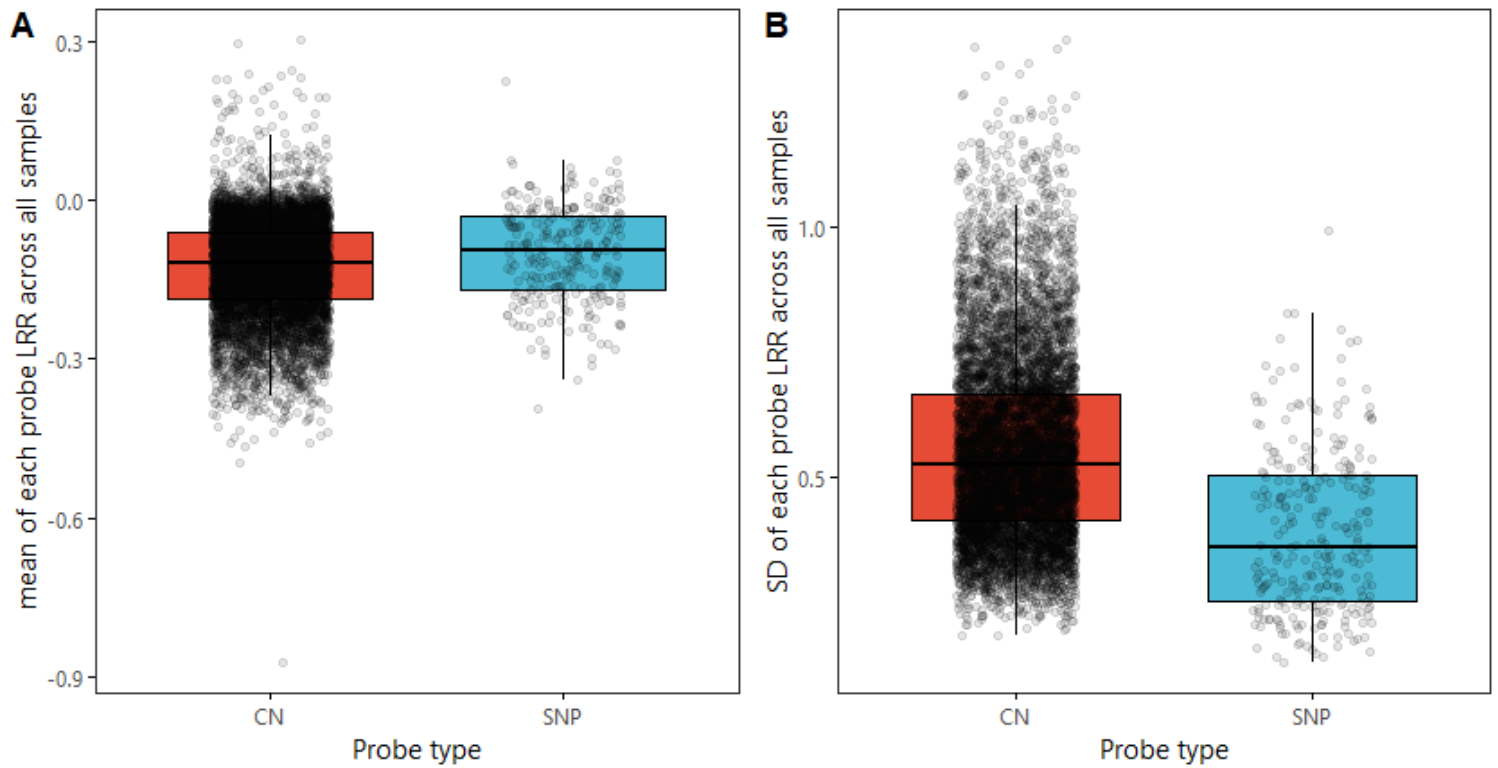 A
mean of each probe LRR across all samples
0.3
0.0
-0.3
-0.6
-0.9
CN
SNP
Probe type
B
SD of each probe LRR across all samples
1.0
0.5
CN
SNP
Probe type